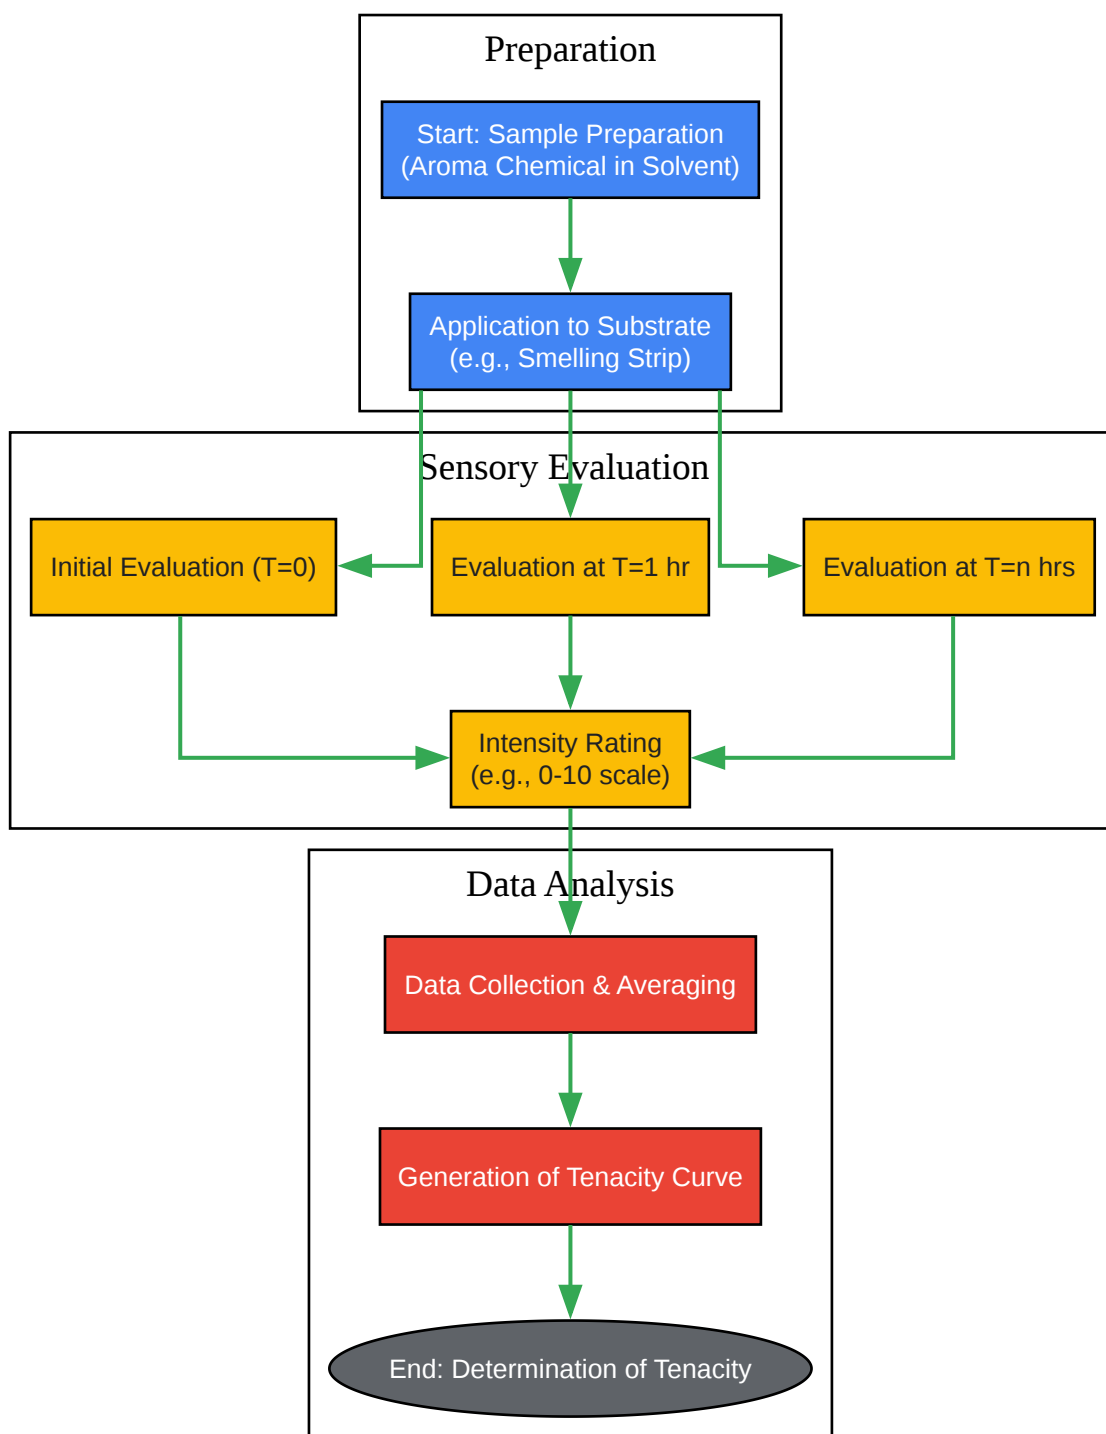 Preparation
Start: Sample Preparation
(Aroma Chemical in Solvent)
Application to Substrate
(e.g., Smelling Strip)
Sensory Evaluation
Initial Evaluation (T=0)
Evaluation at T=1 hr
Evaluation at T=n hrs
Intensity Rating
(e.g., 0-10 scale)
Data Analysis
Data Collection & Averaging
Generation of Tenacity Curve
End: Determination of Tenacity